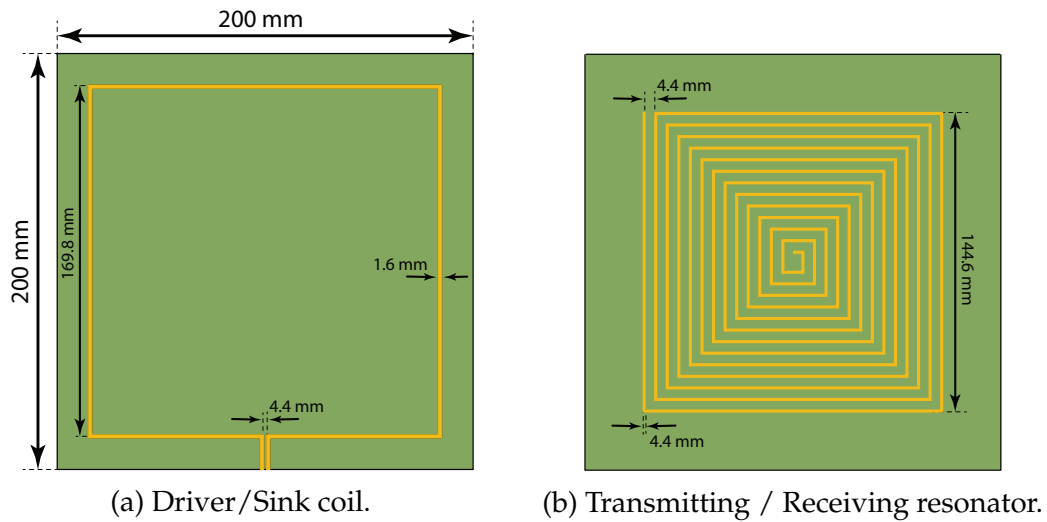 200 mm
200 mm
169.8 mm
1.6 mm
4.4 mm
(a) Driver/Sink coil.
4.4 mm
144.6 mm
4.4 mm
(b) Transmitting / Receiving resonator.